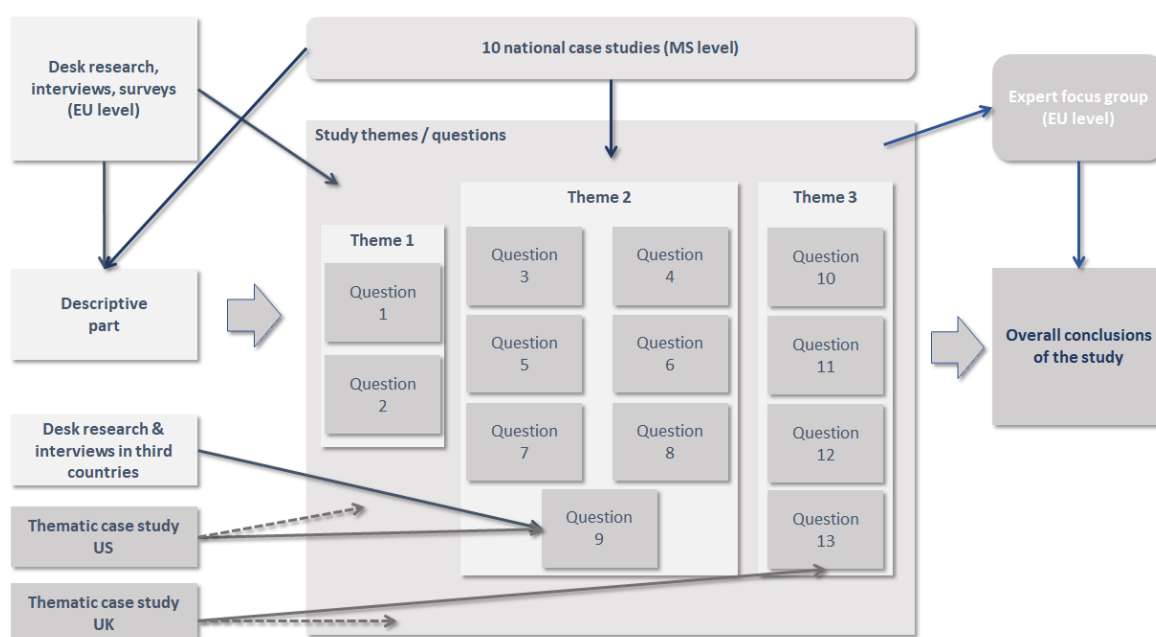 Desk research,
interviews, surveys
(EU level)
10 national case studies (MS level)
Expert focus group
(EU level)
Study themes / questions
Theme 1
Question
1
Question
2
Theme 2
Question
3
Question
4
Question
5
Question
6
Question
7
Question
8
Question
9
Theme 3
Question
10
Question
11
Question
12
Question
13
Descriptive
part
Overall conclusions
of the study
Desk research &
interviews in third
countries
Thematic case study
US
Thematic case study
UK